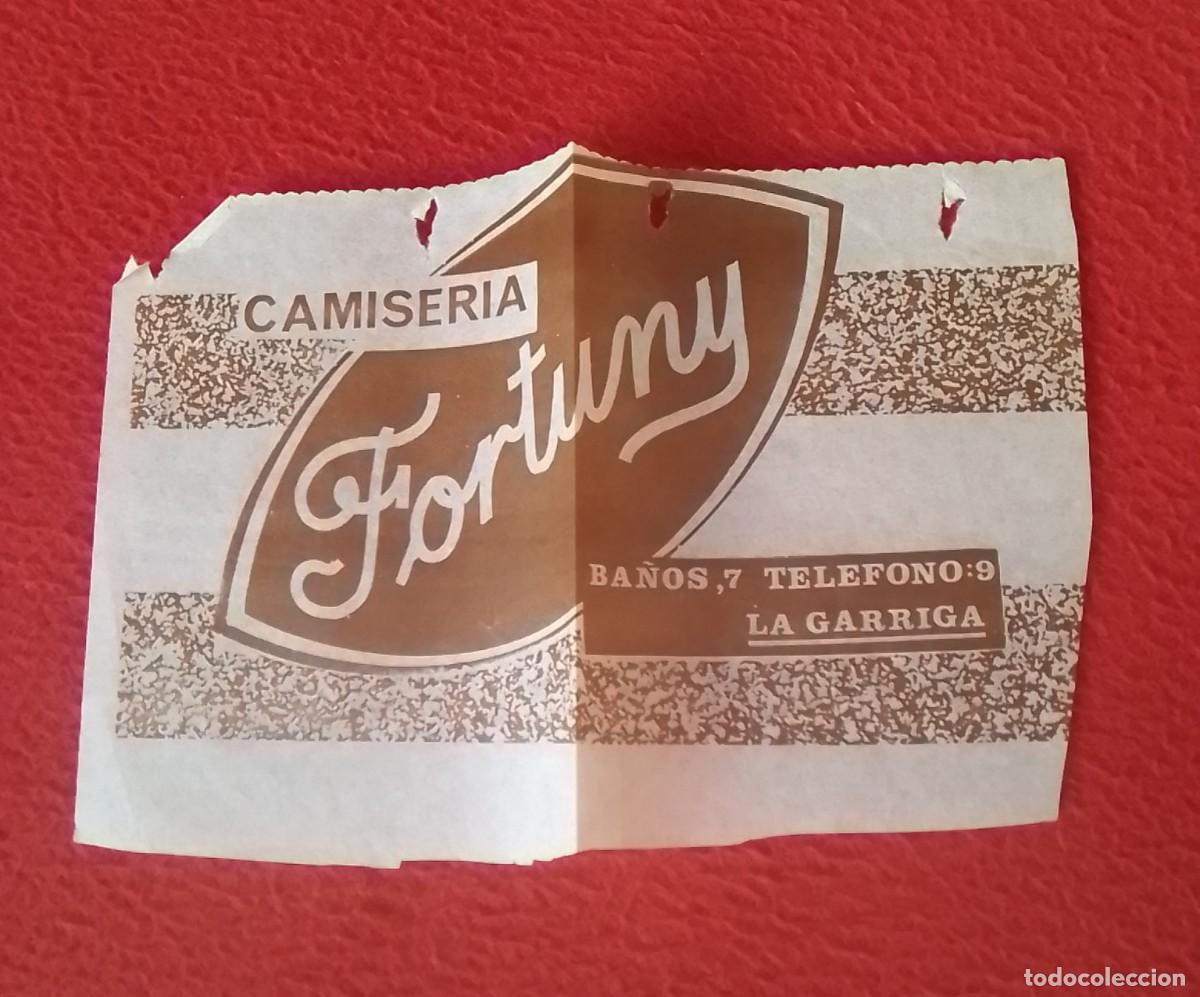 CAMISERIA
Fortuny
BAÑOS ,7 TELEFONO:9
LA GARRIGA
todocoleccion